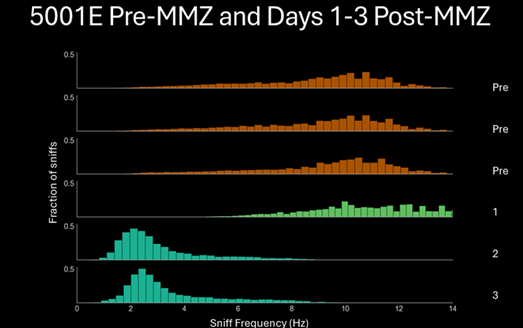 5001E Pre-MMZ and Days 1-3 Post-MMZ
0.5
Pre
0.5
Pre
0.5
Pre
Fraction of sniffs
0.5
1
0.5
2
0.5
3
0 2 4 6 8 10 12 14
Sniff Frequency (Hz)